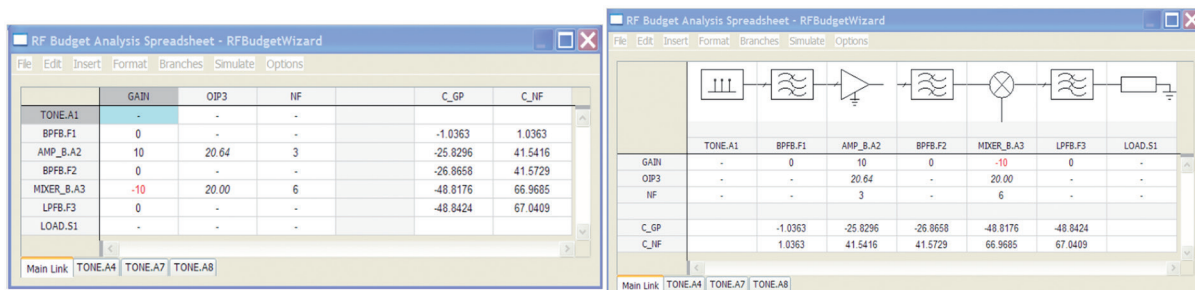 RF Budget Analysis Spreadsheet - RFBudgetWizard
File Edit Insert Format Branches Simulate Options
GAIN OIP3 NF C_GP C_NF
TONE.A1 - - -
BPFB.F1 0 - - -1.0363 1.0363
AMP_B.A2 10 20.64 3 -25.8296 41.5416
BPFB.F2 0 - - -26.8658 41.5729
MIXER_B.A3 -10 20.00 6 -48.8176 66.9685
LPFB.F3 0 - - -48.8424 67.0409
LOAD.S1 - - -
Main Link TONE.A4 TONE.A7 TONE.A8
RF Budget Analysis Spreadsheet - RFBudgetWizard
File Edit Insert Format Branches Simulate Options
TONE.A1 BPFB.F1 AMP_B.A2 BPFB.F2 MIXER_B.A3 LPFB.F3 LOAD.S1
GAIN - 0 10 0 -10 0 -
OIP3 - - 20.64 - 20.00 - -
NF - - 3 - 6 - -
C_GP -1.0363 -25.8296 -26.8658 -48.8176 -48.8424
C_NF 1.0363 41.5416 41.5729 66.9685 67.0409
Main Link TONE.A4 TONE.A7 TONE.A8